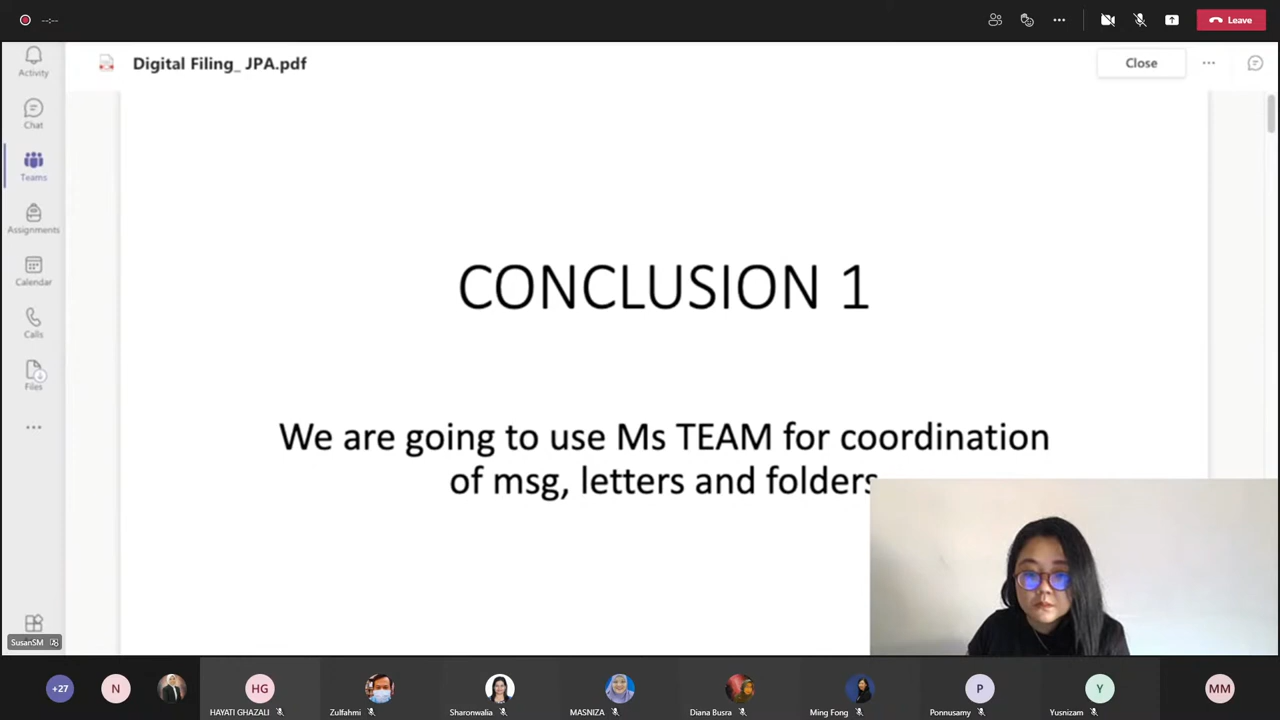 --:--
Leave
Activity
Chat
Teams
Assignments
Calendar
Calls
Files
Digital Filing_ JPA.pdf
Close
CONCLUSION 1
We are going to use Ms TEAM for coordination
of msg, letters and folders
SusanSM
+27
N
HG
HAYATI GHAZALI
Zulfahmi
Sharonwalia
MASNIZA
Diana Busra
Ming Fong
P
Ponnusamy
Y
Yusnizam
MM